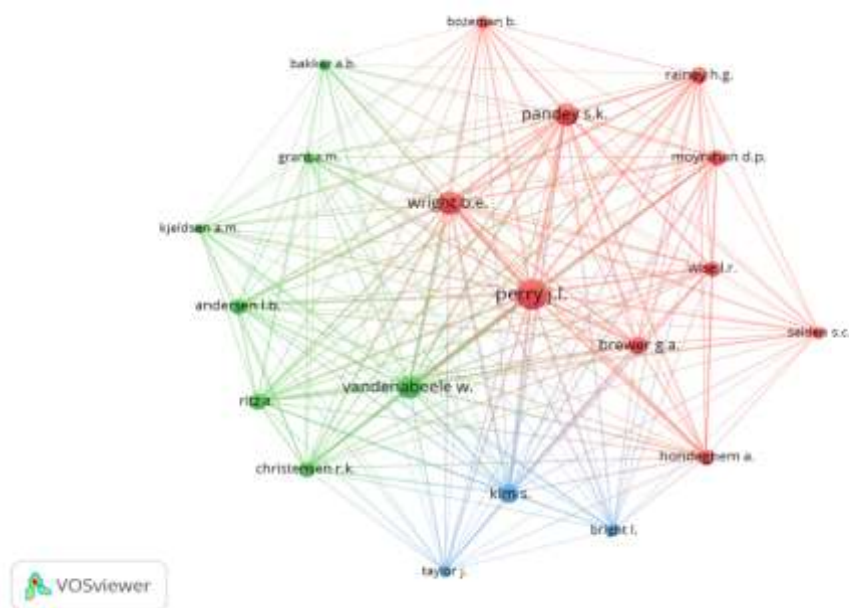 bozeman b.
bakker a.b.
rainey h.g.
pandey s.k.
grant a.m.
moynihan d.p.
wright b.e.
kjeldsen a.m.
wise l.r.
perry j.l.
andersen l.b.
selden s.c.
brewer g.a.
vandenabeele w.
ritz a.
hondeghem a.
christensen r.k.
kim s.
bright l.
taylor j.
VOSviewer